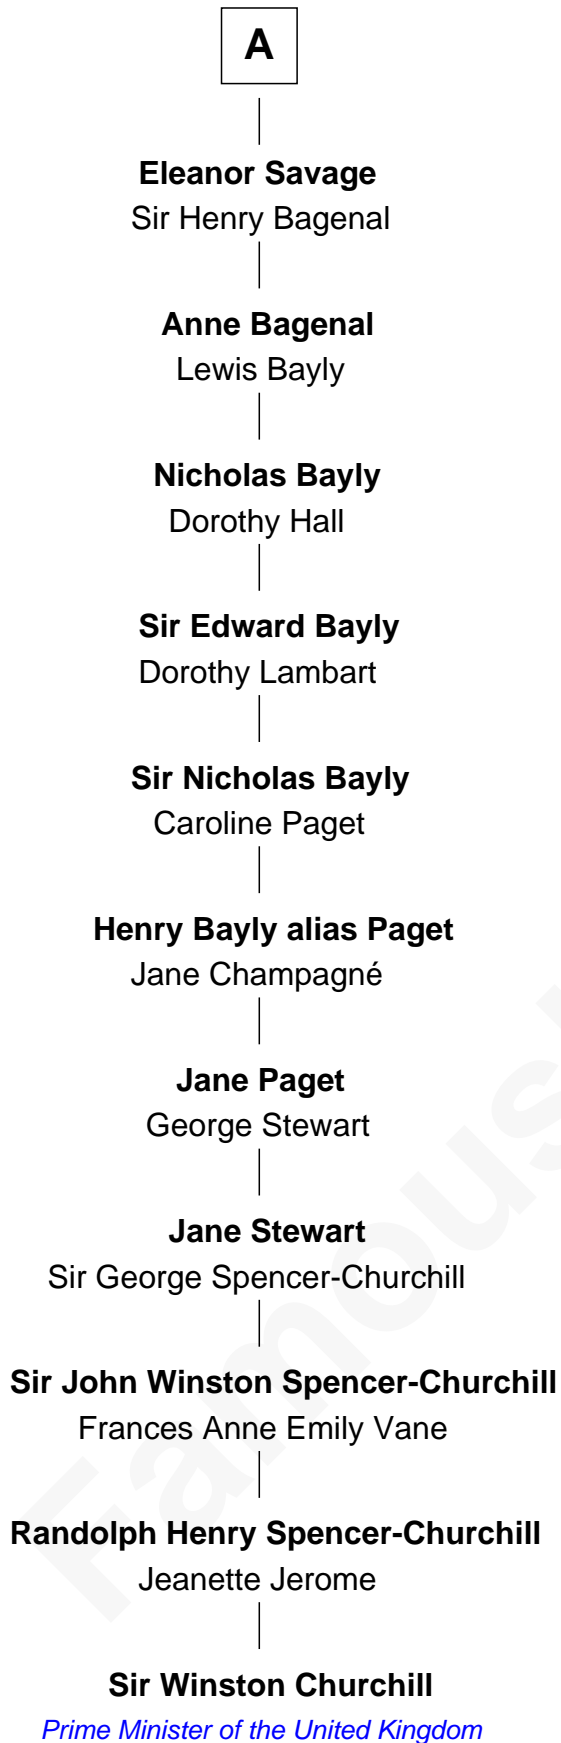 A
Eleanor Savage
Sir Henry Bagenal
Anne Bagenal
Lewis Bayly
Nicholas Bayly
Dorothy Hall
Sir Edward Bayly
Dorothy Lambart
Sir Nicholas Bayly
Caroline Paget
Henry Bayly alias Paget
Jane Champagné
Jane Paget
George Stewart
Jane Stewart
Sir George Spencer-Churchill
Sir John Winston Spencer-Churchill
Frances Anne Emily Vane
Randolph Henry Spencer-Churchill
Jeanette Jerome
Sir Winston Churchill
Prime Minister of the United Kingdom